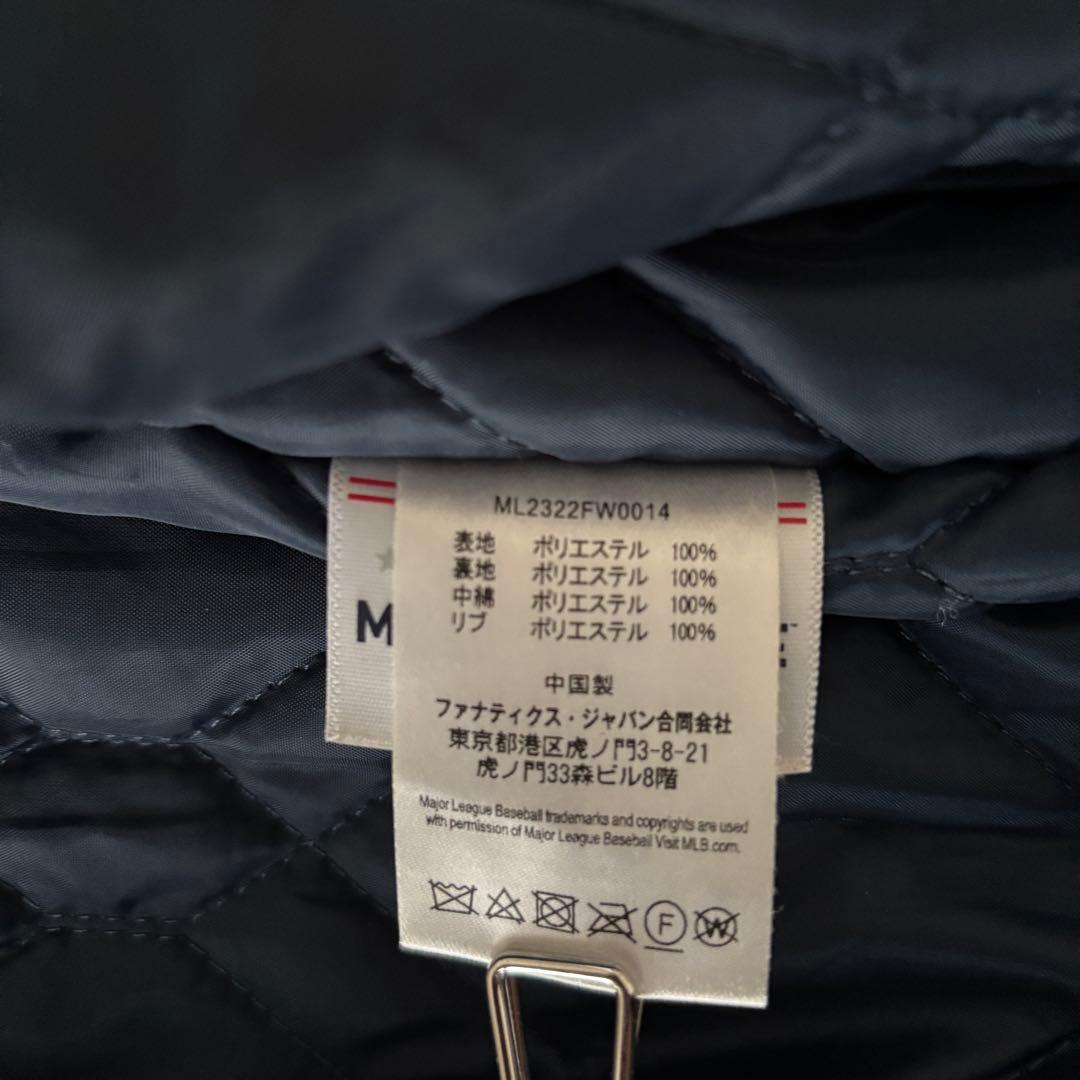 ML2322FW0014
表地 ポリエステル 100%
裏地 ポリエステル 100%
中綿 ポリエステル 100%
リブ ポリエステル 100%
中国製
ファナティクス・ジャパン合同会社
東京都港区虎ノ門3-8-21
虎ノ門33森ビル8階
Major League Baseball trademarks and copyrights are used
with permission of Major League Baseball Visit MLB.com.
F
W